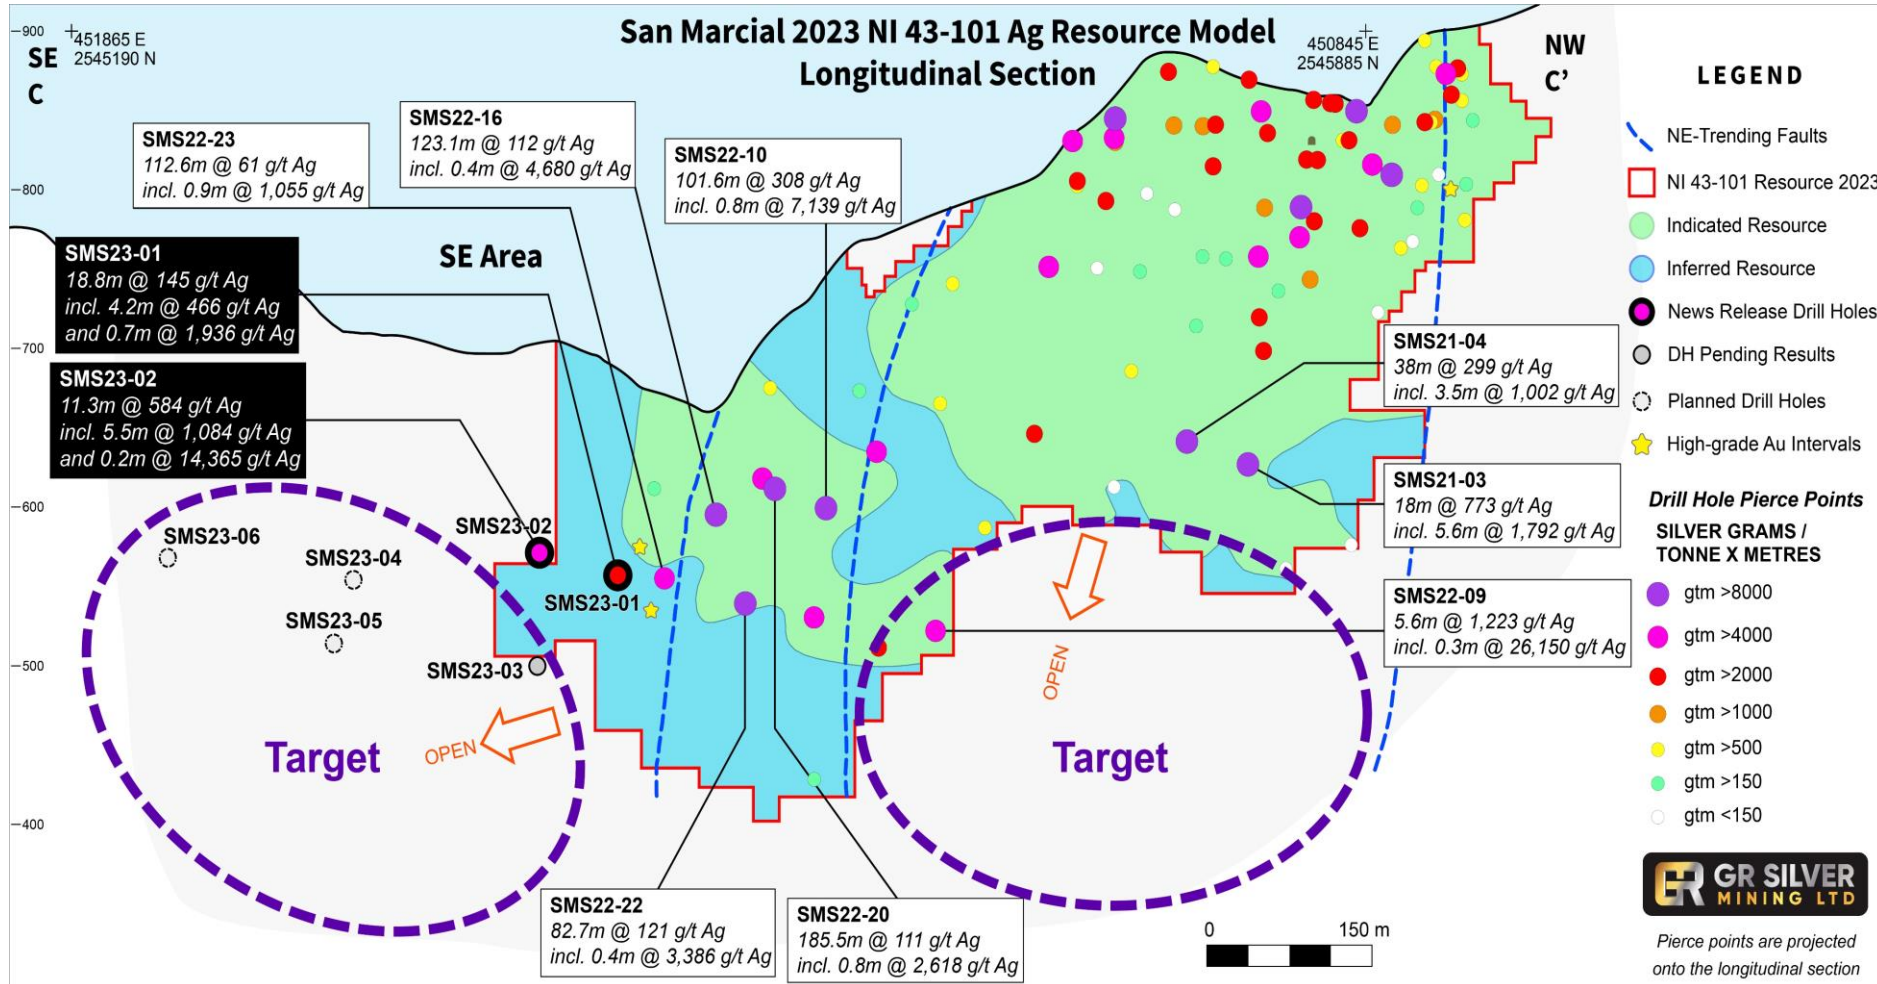 San Marcial 2023 NI 43-101 Ag Resource Model
Longitudinal Section
900
451865 E
2545190 N
SE
C
450845 E
2545885 N
NW
C’
800
700
600
500
400
SMS22-23
112.6m @ 61 g/t Ag
incl. 0.9m @ 1,055 g/t Ag
SMS22-16
123.1m @ 112 g/t Ag
incl. 0.4m @ 4,680 g/t Ag
SMS22-10
101.6m @ 308 g/t Ag
incl. 0.8m @ 7,139 g/t Ag
SE Area
SMS23-01
18.8m @ 145 g/t Ag
incl. 4.2m @ 466 g/t Ag
and 0.7m @ 1,936 g/t Ag
SMS23-02
11.3m @ 584 g/t Ag
incl. 5.5m @ 1,084 g/t Ag
and 0.2m @ 14,365 g/t Ag
SMS21-04
38m @ 299 g/t Ag
incl. 3.5m @ 1,002 g/t Ag
SMS21-03
18m @ 773 g/t Ag
incl. 5.6m @ 1,792 g/t Ag
SMS22-09
5.6m @ 1,223 g/t Ag
incl. 0.3m @ 26,150 g/t Ag
SMS23-06
SMS23-04
SMS23-05
SMS23-02
SMS23-01
SMS23-03
OPEN
Target
OPEN
Target
SMS22-22
82.7m @ 121 g/t Ag
incl. 0.4m @ 3,386 g/t Ag
SMS22-20
185.5m @ 111 g/t Ag
incl. 0.8m @ 2,618 g/t Ag
0 150 m
LEGEND
NE-Trending Faults
NI 43-101 Resource 2023
Indicated Resource
Inferred Resource
News Release Drill Holes
DH Pending Results
Planned Drill Holes
High-grade Au Intervals
Drill Hole Pierce Points
SILVER GRAMS /
TONNE X METRES
gtm >8000
gtm >4000
gtm >2000
gtm >1000
gtm >500
gtm >150
gtm <150
GR SILVER
MINING LTD
Pierce points are projected
onto the longitudinal section